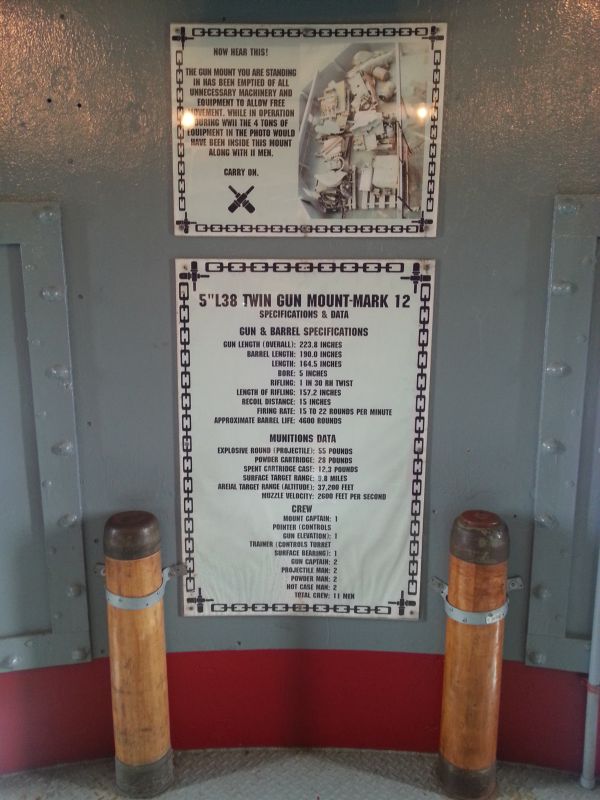 NOW HEAR THIS!
THE GUN MOUNT YOU ARE STANDING
IN HAS BEEN EMPTIED OF ALL
UNNECESSARY MACHINERY AND
EQUIPMENT TO ALLOW FREE
MOVEMENT. WHILE IN OPERATION
DURING WWII THE 4 TONS OF
EQUIPMENT IN THE PHOTO WOULD
HAVE BEEN INSIDE THIS MOUNT
ALONG WITH 11 MEN.
CARRY ON.
5"L38 TWIN GUN MOUNT-MARK 12
SPECIFICATIONS & DATA
GUN & BARREL SPECIFICATIONS
GUN LENGTH (OVERALL): 223.8 INCHES
BARREL LENGTH: 190.0 INCHES
LENGTH: 164.5 INCHES
BORE: 5 INCHES
RIFLING: 1 IN 30 RH TWIST
LENGTH OF RIFLING: 157.2 INCHES
RECOIL DISTANCE: 15 INCHES
FIRING RATE: 15 TO 22 ROUNDS PER MINUTE
APPROXIMATE BARREL LIFE: 4600 ROUNDS
MUNITIONS DATA
EXPLOSIVE ROUND (PROJECTILE): 55 POUNDS
POWDER CARTRIDGE: 28 POUNDS
SPENT CARTRIDGE CASE: 12.3 POUNDS
SURFACE TARGET RANGE: 9.8 MILES
AREIAL TARGET RANGE (ALTITUDE): 37,200 FEET
MUZZLE VELOCITY: 2600 FEET PER SECOND
CREW
MOUNT CAPTAIN: 1
POINTER (CONTROLS
GUN ELEVATION): 1
TRAINER (CONTROLS TURRET
SURFACE BEARING): 1
GUN CAPTAIN: 2
PROJECTILE MAN: 2
POWDER MAN: 2
HOT CASE MAN: 2
TOTAL CREW: 11 MEN